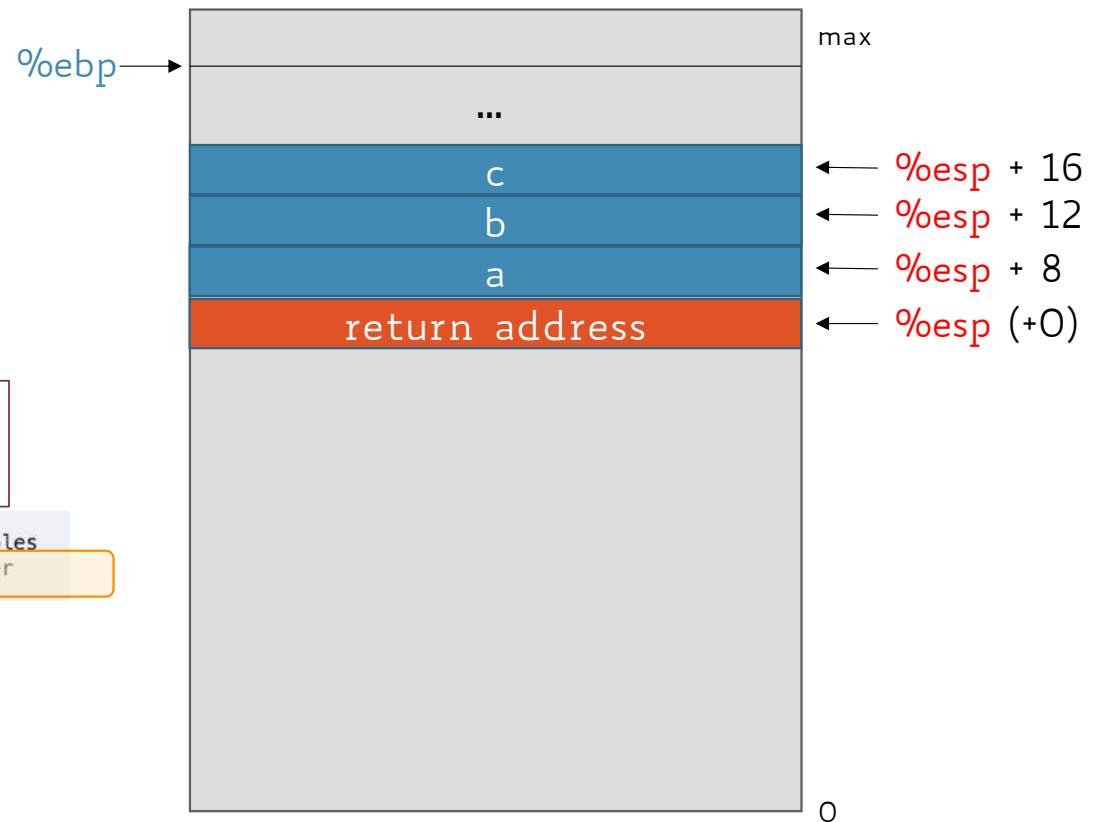 max
%ebp
...
c
%esp + 16
b
%esp + 12
a
%esp + 8
return address
%esp (+0)
0